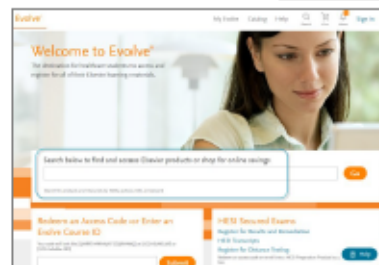 Evolve
My Evolve Catalog Help
Sign in
Welcome to Evolve
The destination for healthcare students to access and
register for all of their Elsevier learning materials.
Search below to find and access Elsevier products or shop for online savings
Go
Redeem an Access Code or Enter an
Evolve Course ID
Submit
HESI Secured Exams
Register for Results and Remediation
HESI Transcripts
Register for Distance Testing
Help